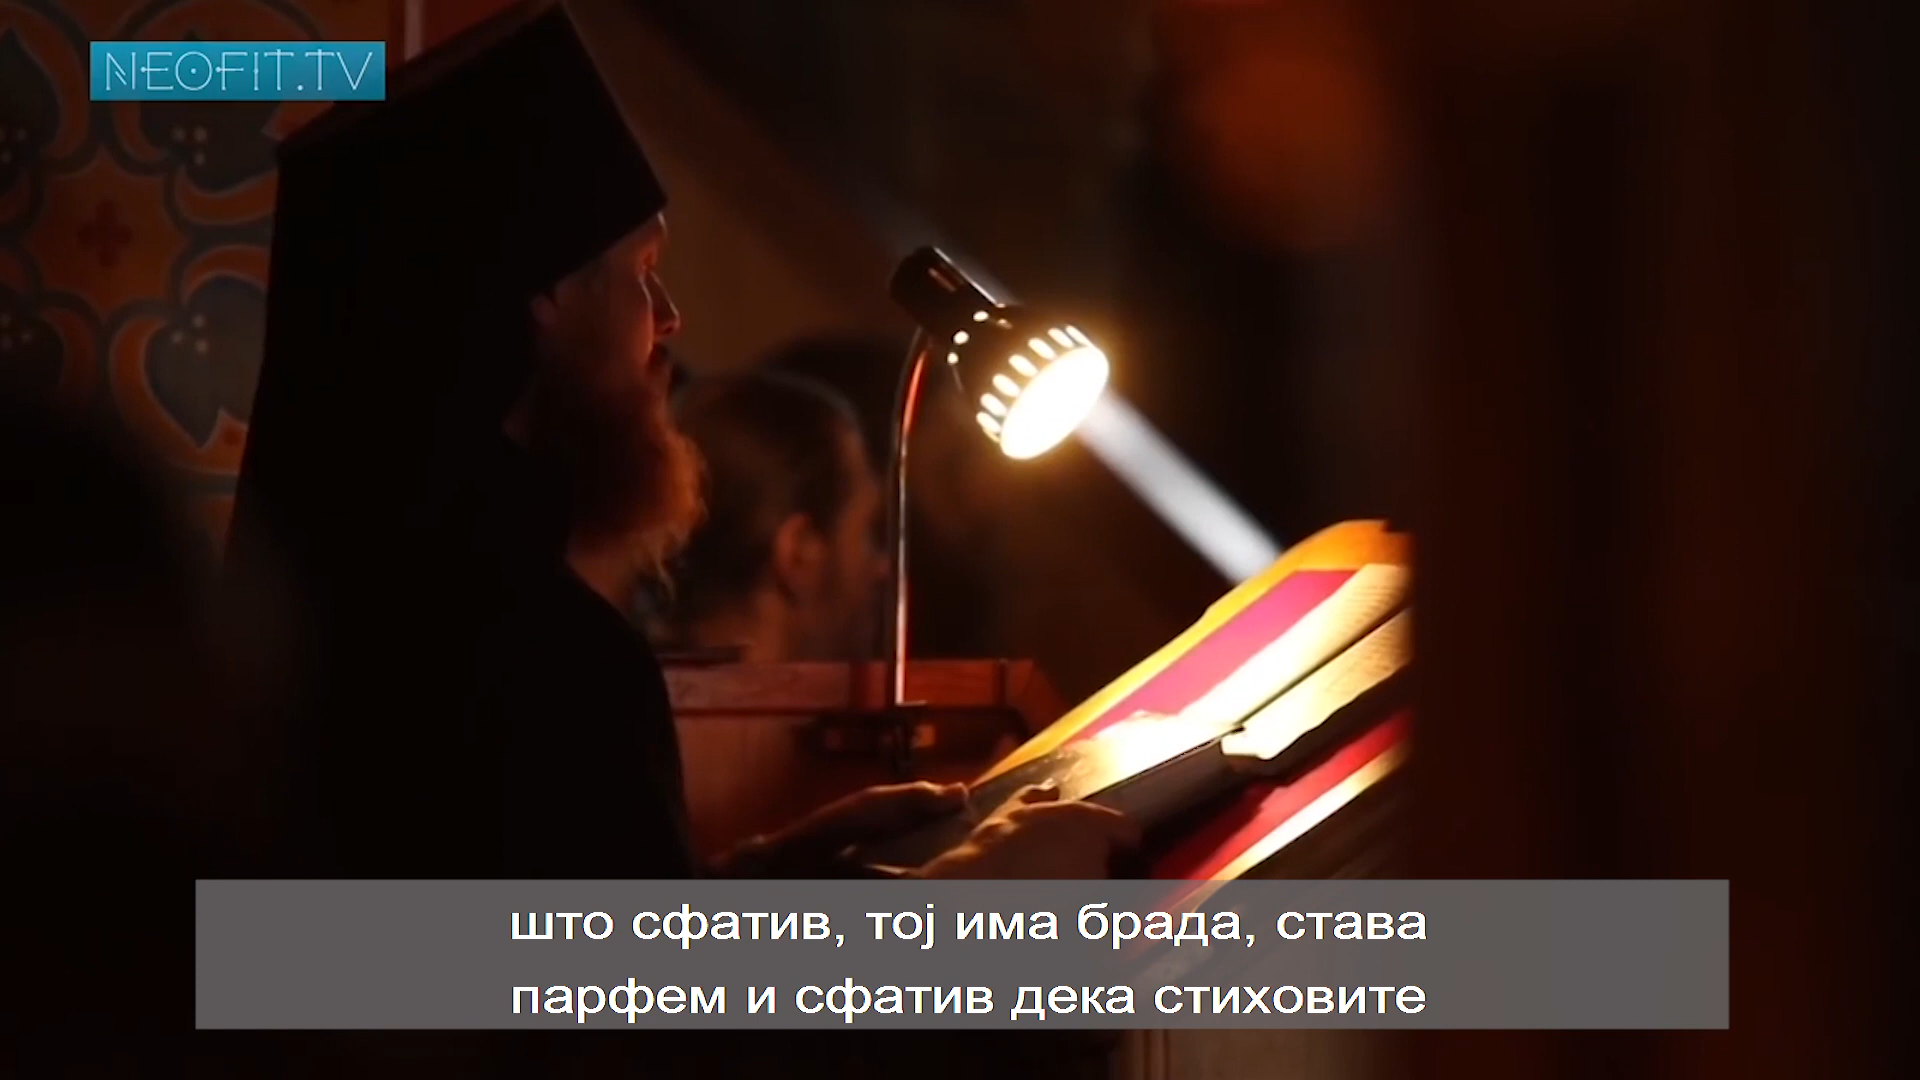 NEOFIT.TV
што сфатив, тој има брада, става
парфем и сфатив дека стиховите